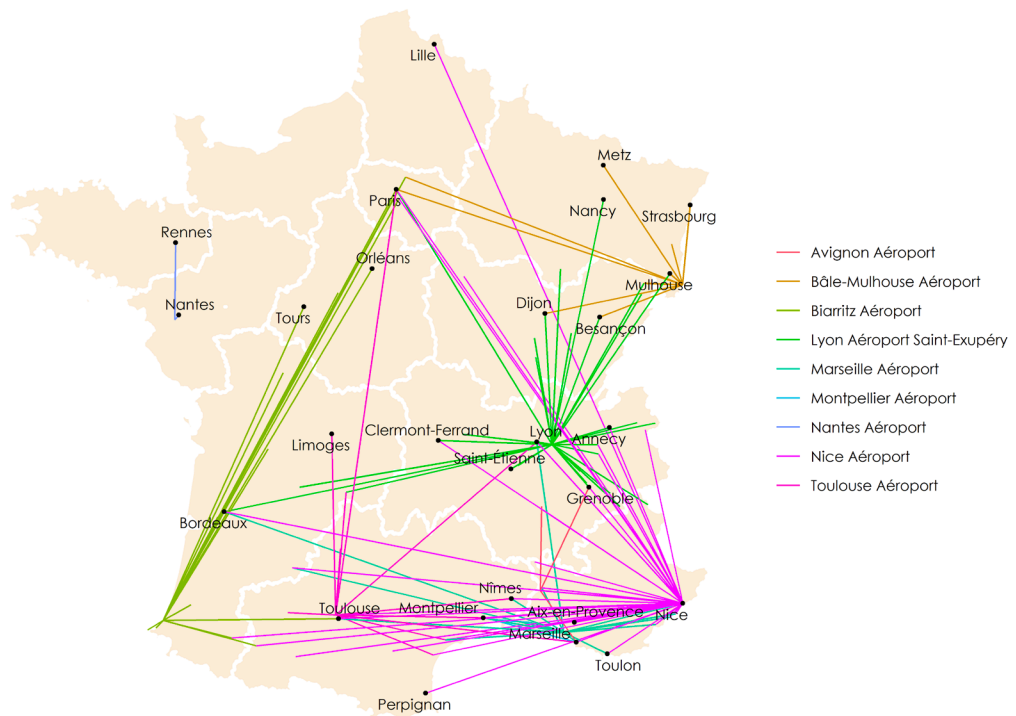 Lille
Metz
Paris
Nancy
Strasbourg
Rennes
Orléans
Mulhouse
Nantes
Tours
Dijon
Besançon
Clermont-Ferrand
Lyon
Limoges
Annecy
Saint-Étienne
Grenoble
Bordeaux
Nîmes
Toulouse
Montpellier
Aix-en-Provence
Nice
Marseille
Toulon
Perpignan
Avignon Aéroport
Bâle-Mulhouse Aéroport
Biarritz Aéroport
Lyon Aéroport Saint-Exupéry
Marseille Aéroport
Montpellier Aéroport
Nantes Aéroport
Nice Aéroport
Toulouse Aéroport